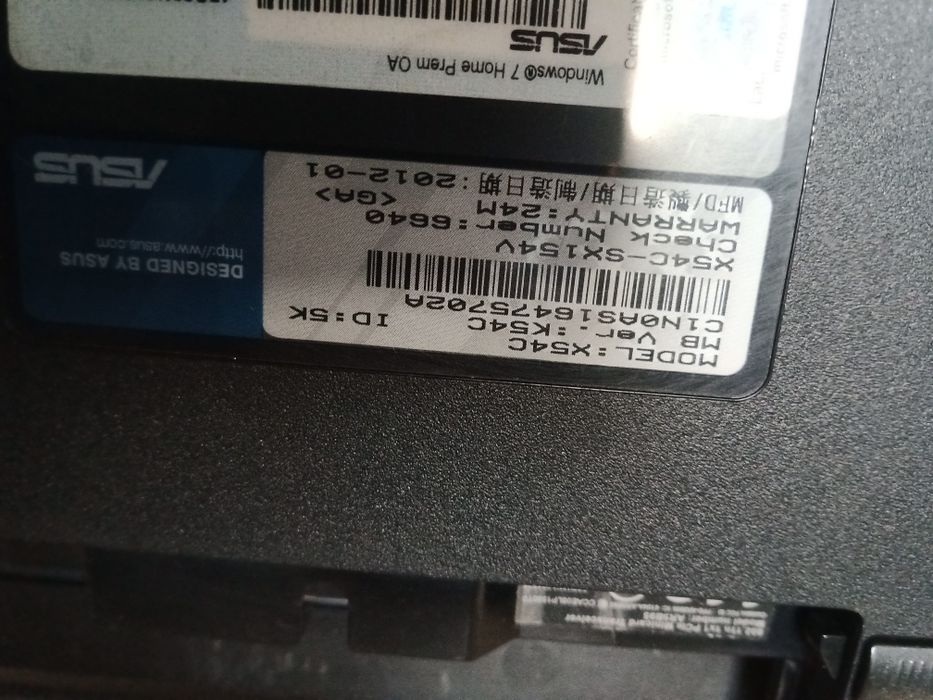 MODEL:X54C
MB Ver.:K54C
C1N0AS16475702A ID:5K
X54C-SX154V
Check Number:6640
WARRANTY:24M <GA>
MFD/製造日期/制造日期:2012-01
DESIGNED BY ASUS
http://www.asus.com
ASUS
Windows® 7 Home Prem OA
ASUS